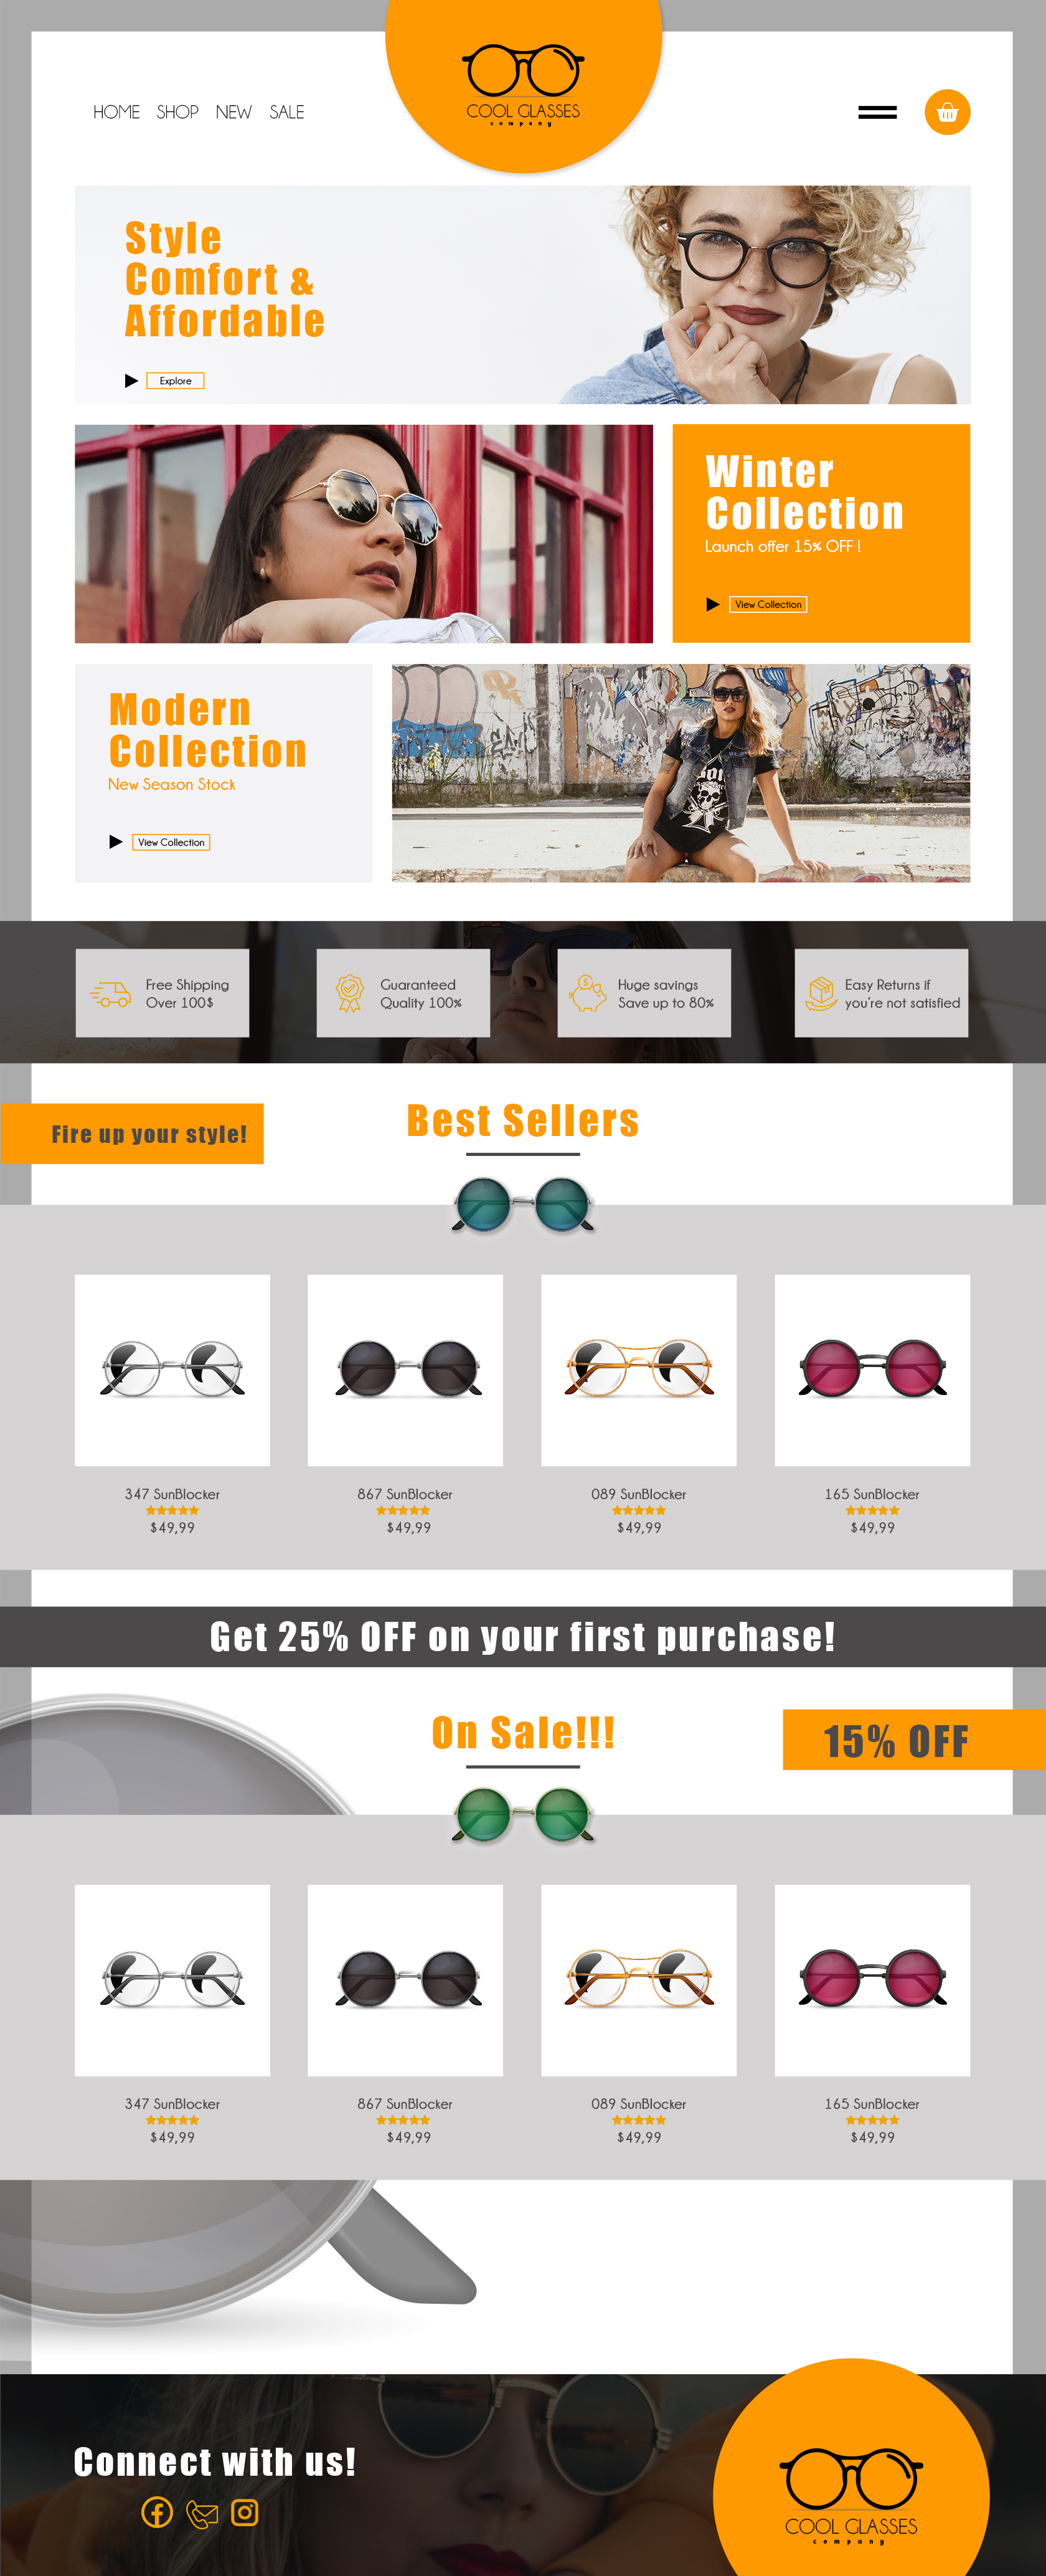 COOL GLASSES
company
HOME SHOP NEW SALE
Style
Comfort &
Affordable
Explore
Winter
Collection
Launch offer 15% OFF !
View Collection
Modern
Collection
New Season Stock
View Collection
Free Shipping
Over 100$
Guaranteed
Quality 100%
Huge savings
Save up to 80%
Easy Returns if
you're not satisfied
Fire up your style!
Best Sellers
347 SunBlocker
$49,99
867 SunBlocker
$49,99
089 SunBlocker
$49,99
165 SunBlocker
$49,99
Get 25% OFF on your first purchase!
On Sale!!!
15% OFF
347 SunBlocker
$49,99
867 SunBlocker
$49,99
089 SunBlocker
$49,99
165 SunBlocker
$49,99
Connect with us!
COOL GLASSES
company